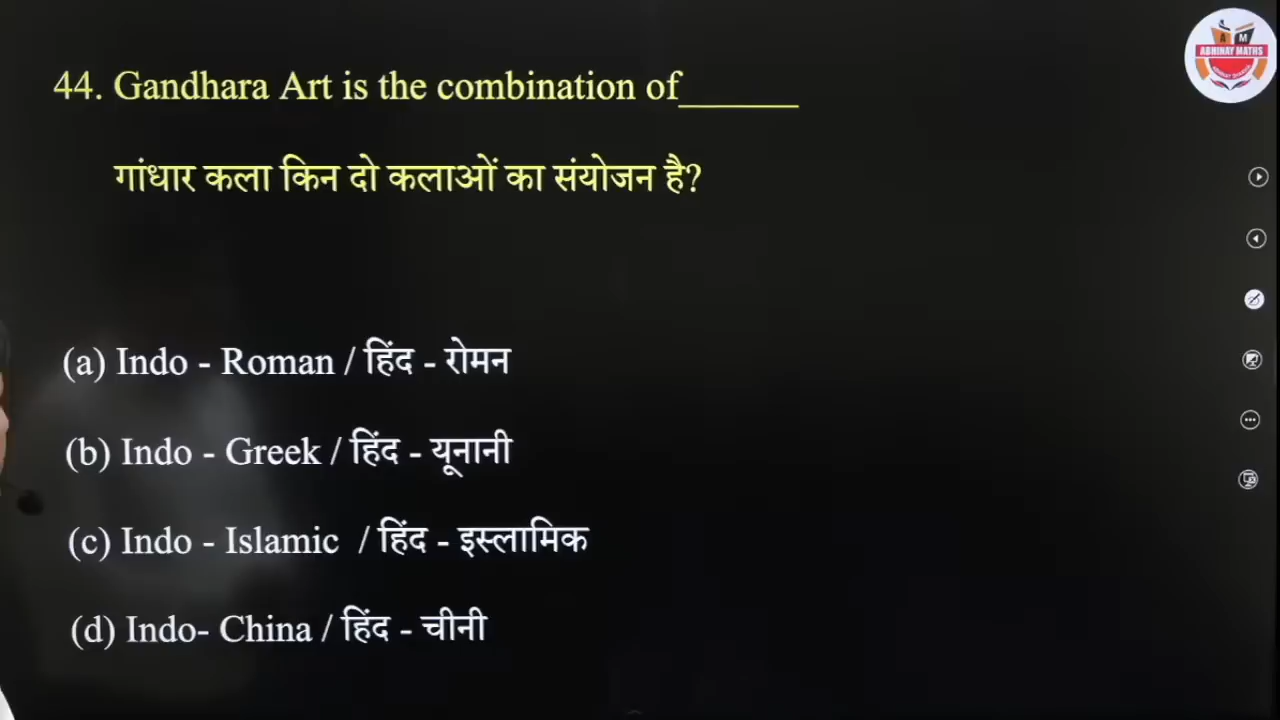 44. Gandhara Art is the combination of______
गांधार कला किन दो कलाओं का संयोजन है?
(a) Indo - Roman / हिंद - रोमन
(b) Indo - Greek / हिंद - यूनानी
(c) Indo - Islamic / हिंद - इस्लामिक
(d) Indo- China / हिंद - चीनी
A M
ABHINAY MATHS